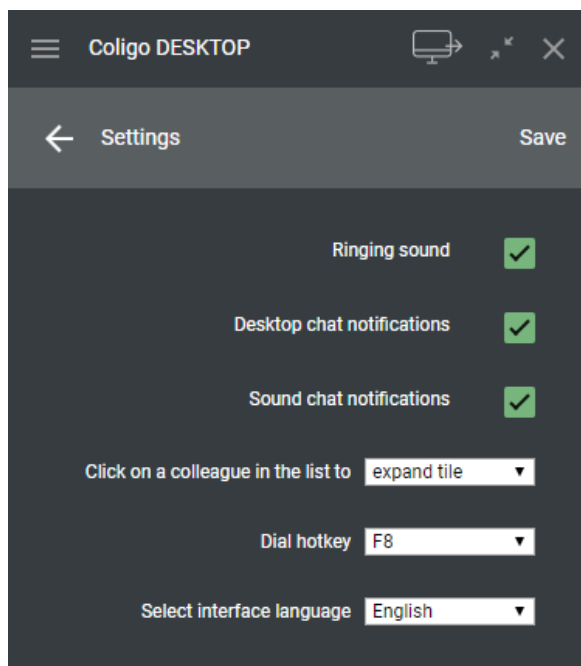 Coligo DESKTOP
Settings Save
Ringing sound
Desktop chat notifications
Sound chat notifications
Click on a colleague in the list to expand tile
Dial hotkey F8
Select interface language English